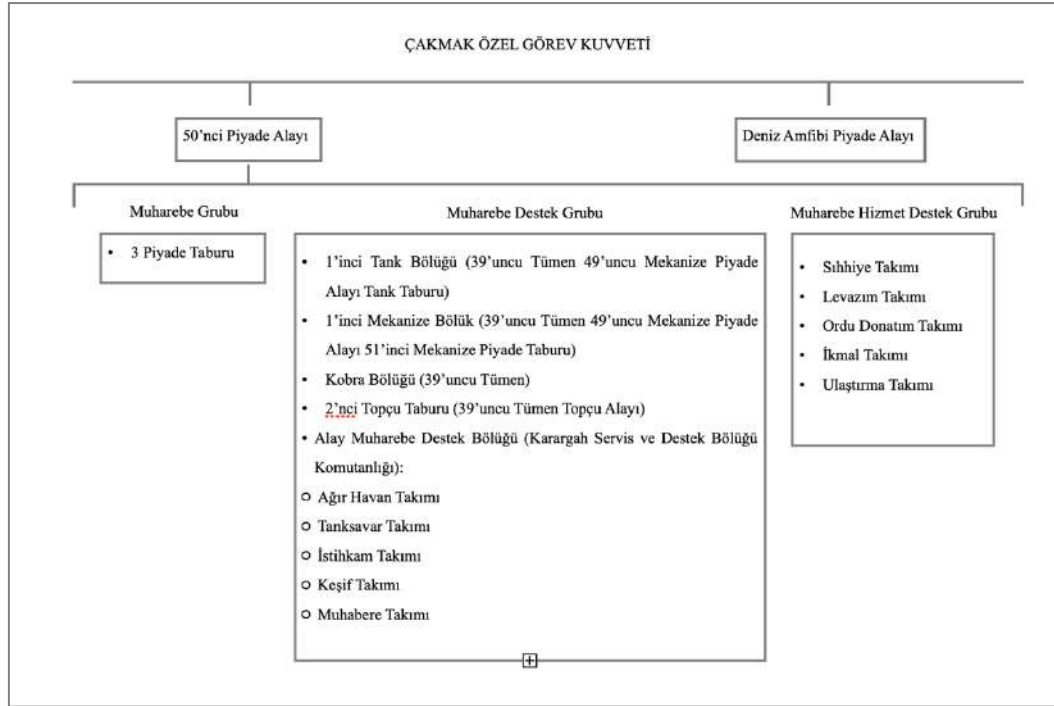 ÇAKMAK ÖZEL GÖREV KUVVETİ
50’nci Piyade Alayı
Deniz Amfibi Piyade Alayı
Muharebe Grubu
• 3 Piyade Taburu
Muharebe Destek Grubu
• 1’inci Tank Bölüğü (39’uncu Tümen 49’uncu Mekanize Piyade
Alayı Tank Taburu)
• 1’inci Mekanize Bölük (39’uncu Tümen 49’uncu Mekanize Piyade
Alayı 51’inci Mekanize Piyade Taburu)
• Kobra Bölüğü (39’uncu Tümen)
• 2’nci Topçu Taburu (39’uncu Tümen Topçu Alayı)
• Alay Muharebe Destek Bölüğü (Karargah Servis ve Destek Bölüğü
Komutanlığı):
o Ağır Havan Takımı
o Tanksavar Takımı
o İstihkam Takımı
o Keşif Takımı
o Muhabere Takımı
Muharebe Hizmet Destek Grubu
• Sıhhiye Takımı
• Levazım Takımı
• Ordu Donatım Takımı
• İkmal Takımı
• Ulaştırma Takımı